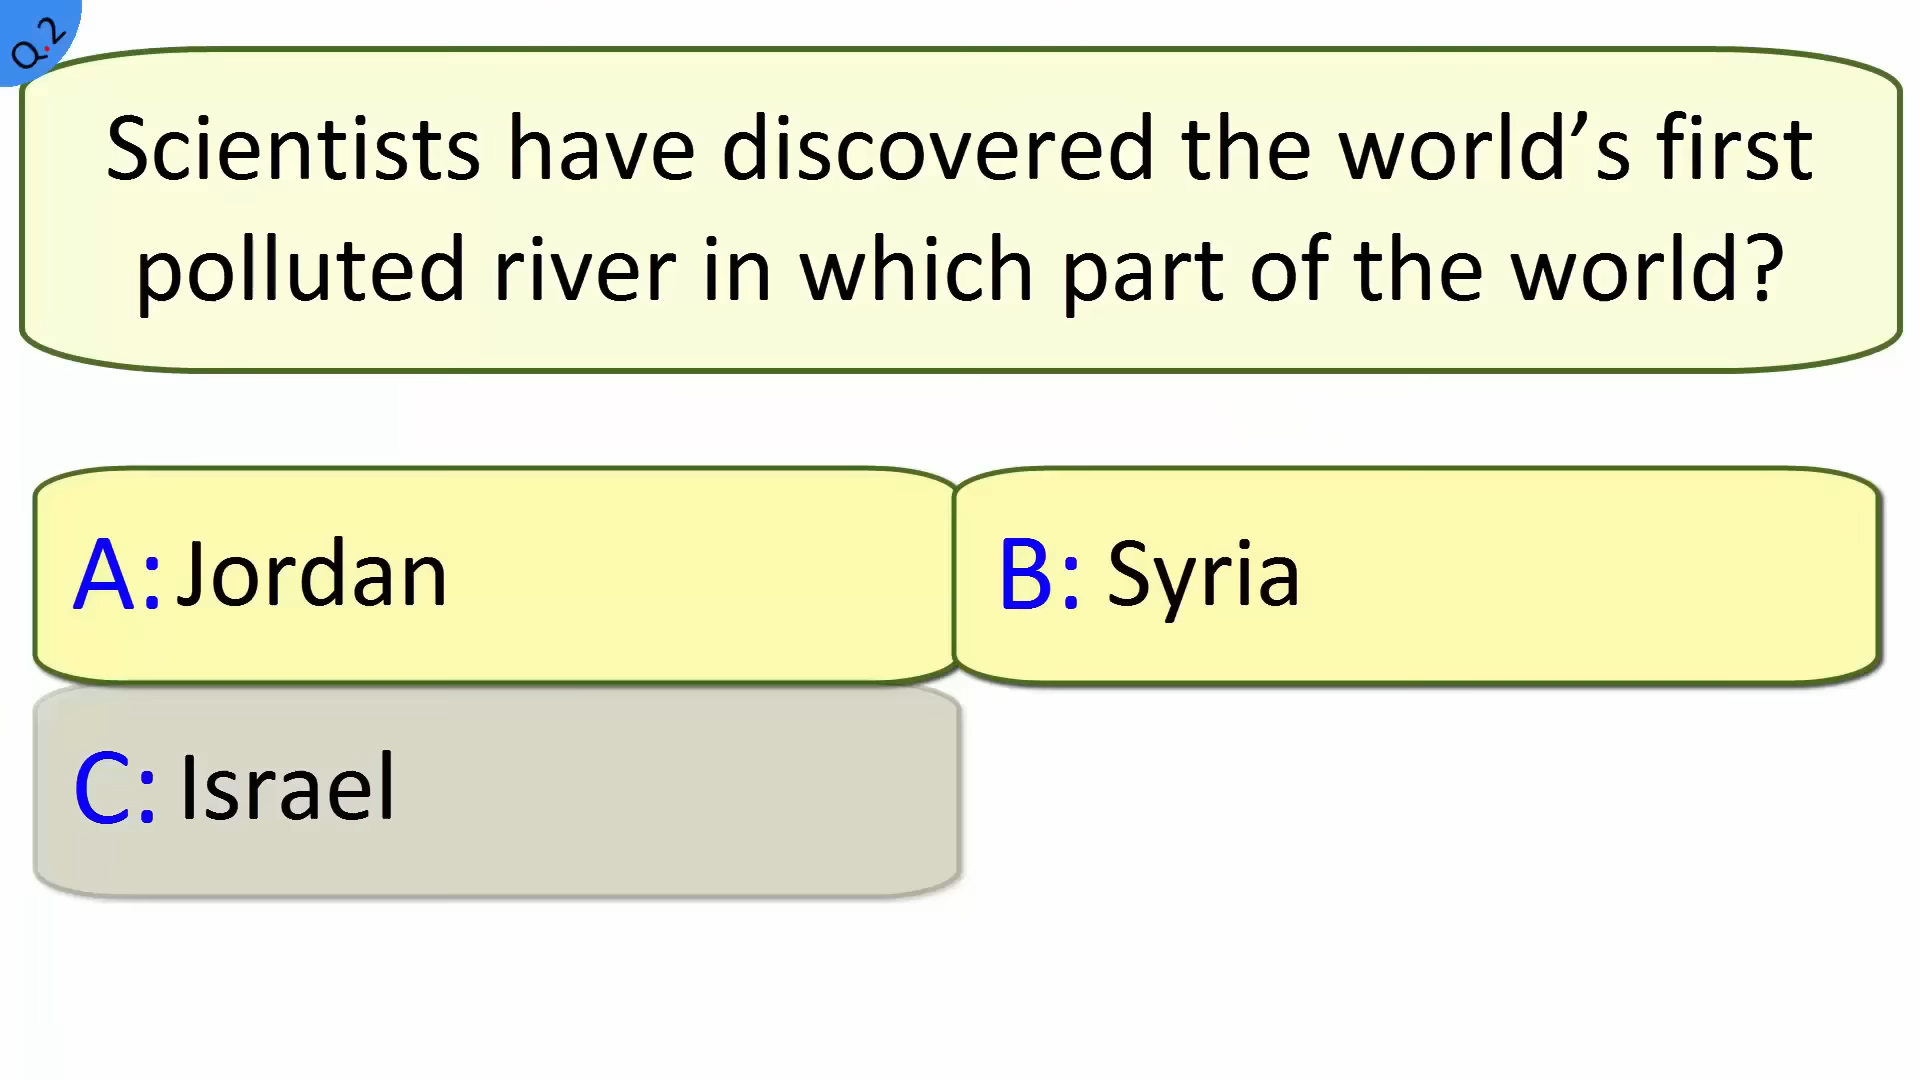 Q.2
Scientists have discovered the world’s first
polluted river in which part of the world?
A: Jordan
B: Syria
C: Israel